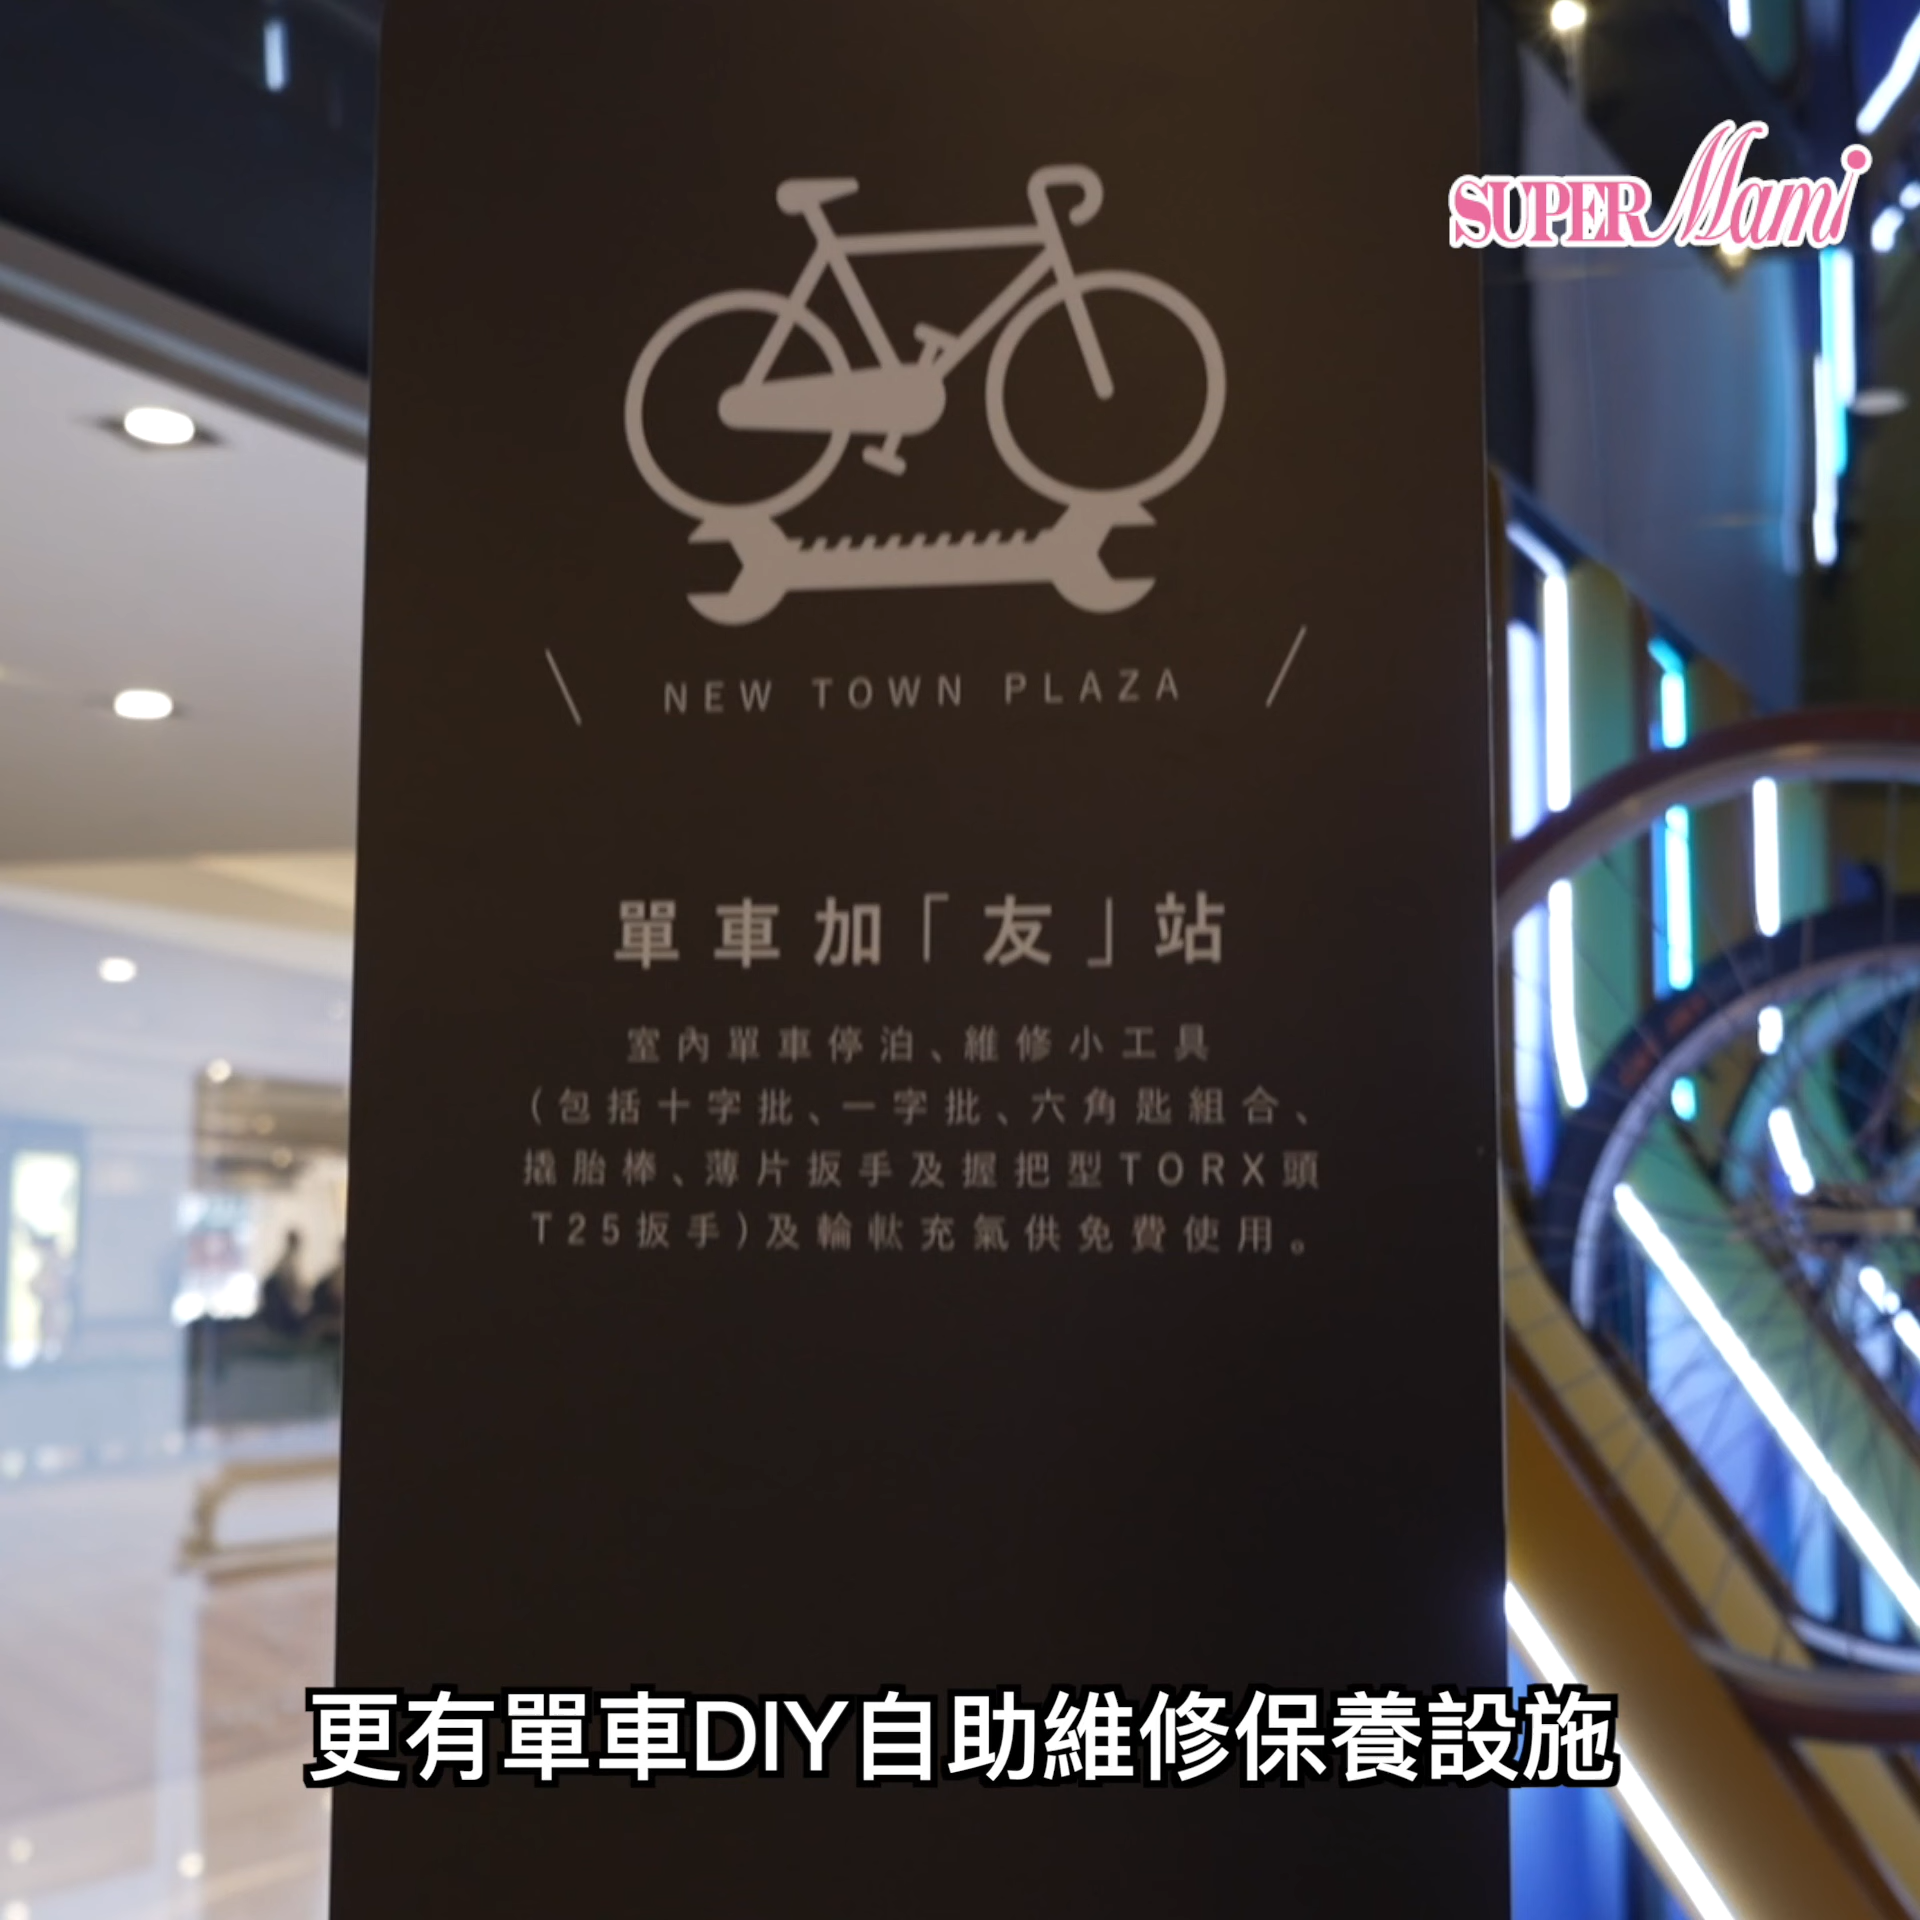 SUPER Mami
NEW TOWN PLAZA
單車加「友」站
室內單車停泊、維修小工具
(包括十字批、一字批、六角匙組合、
撬胎棒、薄片扳手及握把型TORX頭
T25扳手)及輪軚充氣供免費使用。
更有單車DIY自助維修保養設施